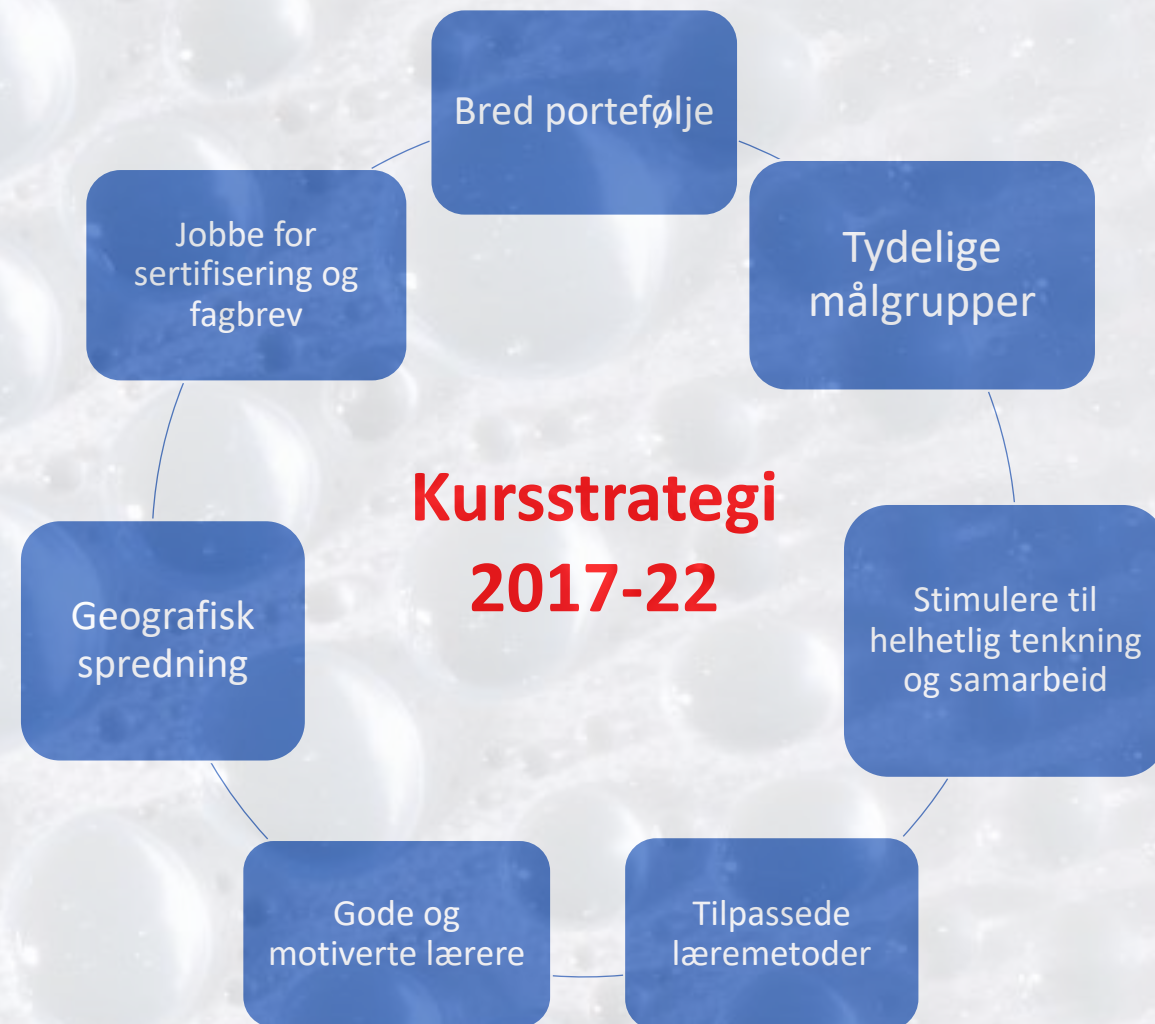 Bred portefølje
Tydelige
målgrupper
Stimulere til
helhetlig tenkning
og samarbeid
Tilpassede
læremetoder
Gode og
motiverte lærere
Geografisk
spredning
Jobbe for
sertifisering og
fagbrev
Kursstrategi
2017-22